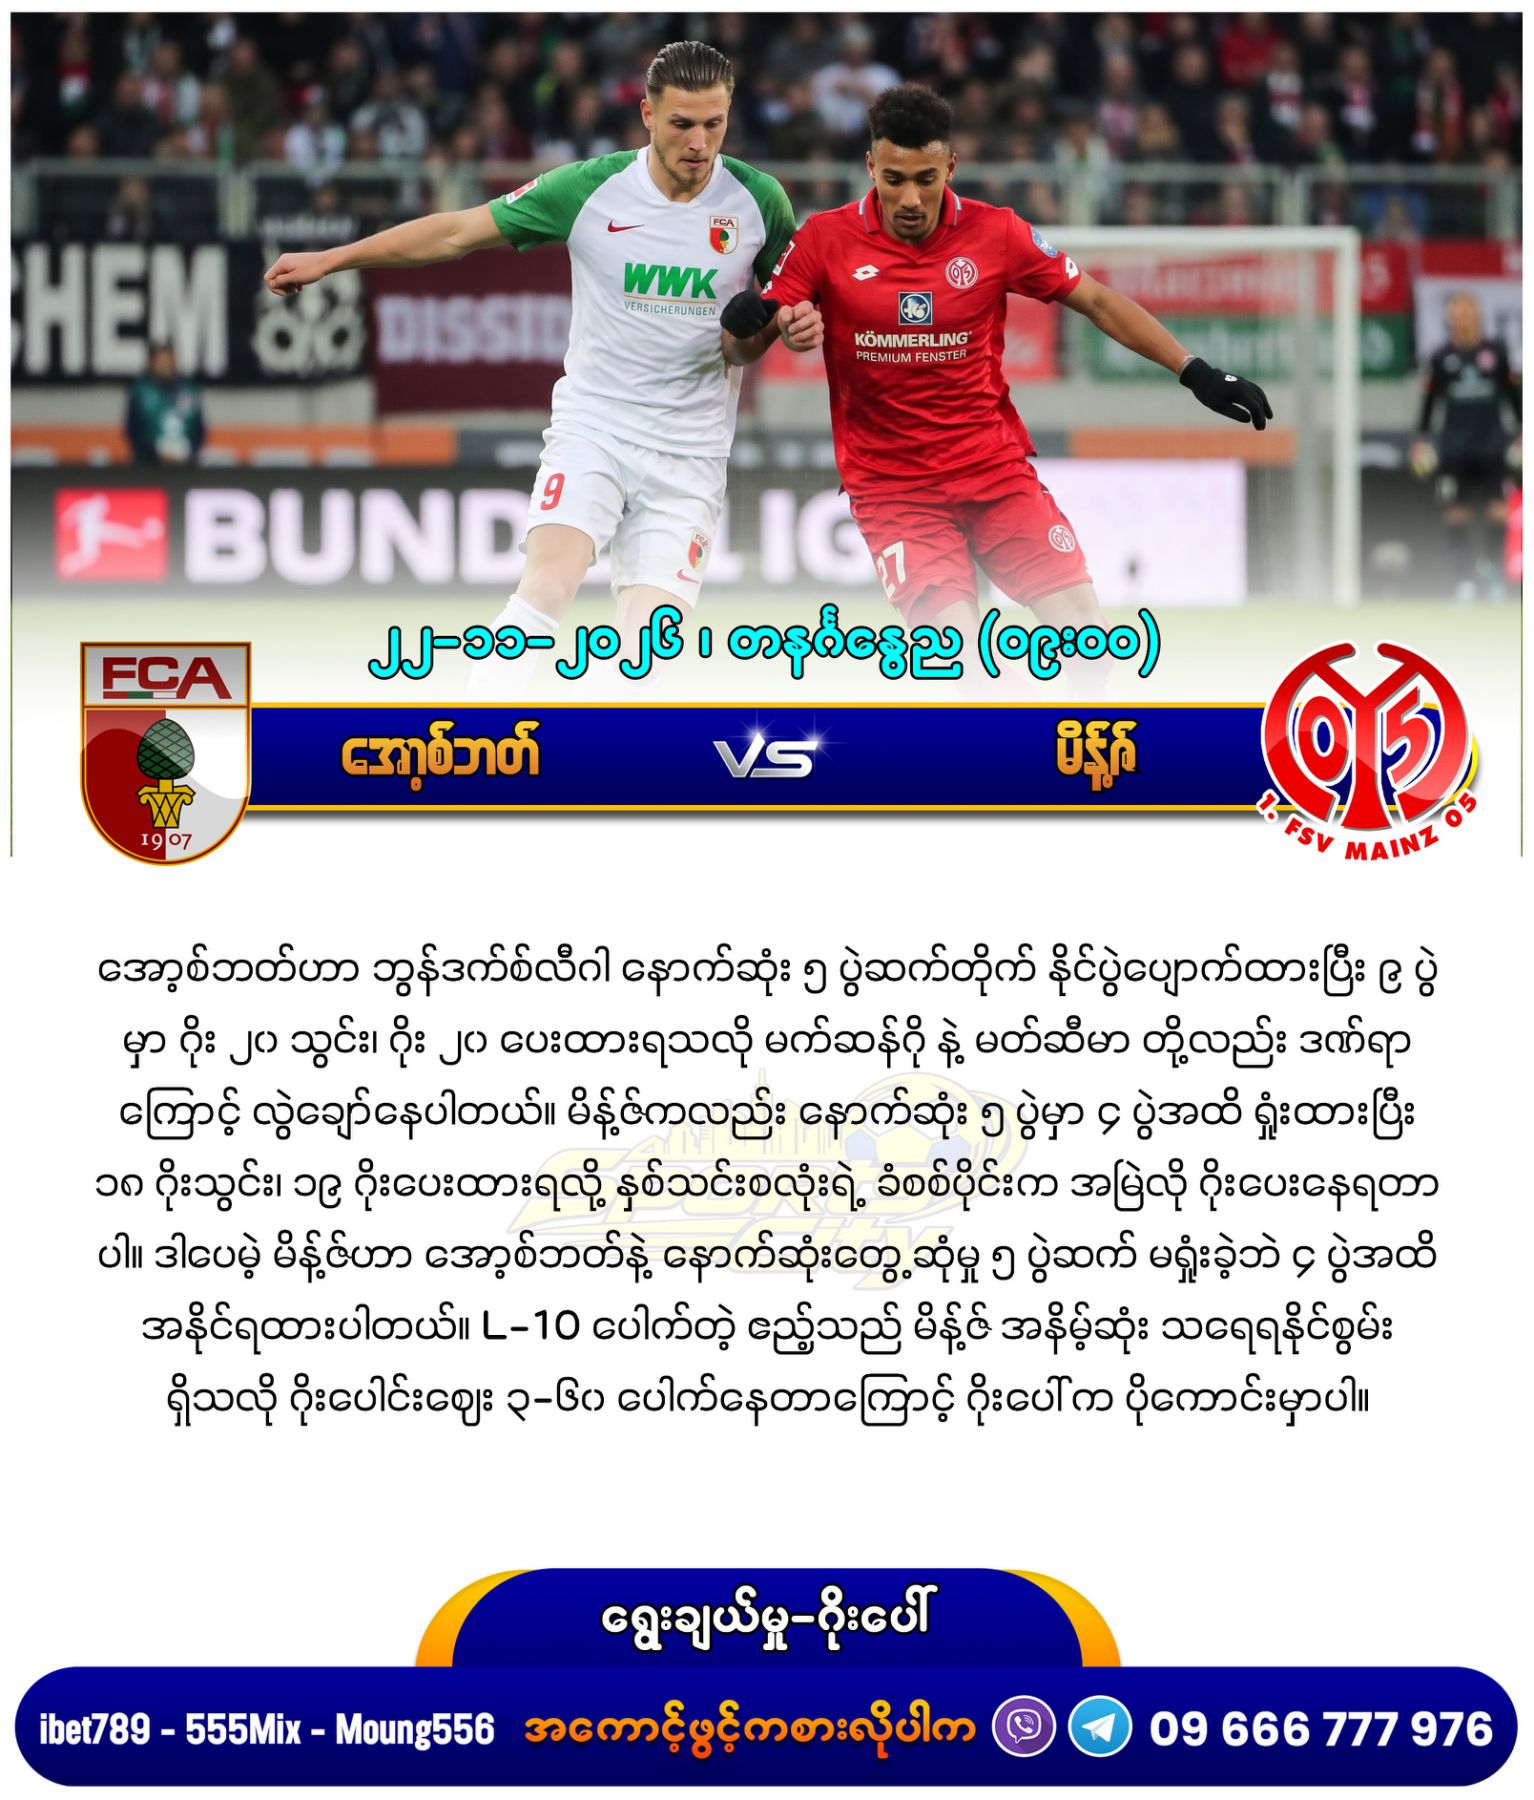 CHEM
DISSID
FCA
WWK
VERSICHERUNGEN
KÖMMERLING
PREMIUM FENSTER
9
27
BUNDESLIG
၂၂-၁၁-၂၀၂၆ ၊ တနင်္ဂနွေည (၀၉း၀၀)
FCA
1907
အော့စ်ဘတ်
VS
မိန့်ဇ်
05
1. FSV MAINZ 05
အော့စ်ဘတ်ဟာ ဘွန်ဒက်စ်လီဂါ နောက်ဆုံး ၅ ပွဲဆက်တိုက် နိုင်ပွဲပျောက်ထားပြီး ၉ ပွဲ
မှာ ဂိုး ၂၀ သွင်း၊ ဂိုး ၂၀ ပေးထားရသလို မက်ဆန်ဂို နဲ့ မတ်ဆီမာ တို့လည်း ဒဏ်ရာ
ကြောင့် လွဲချော်နေပါတယ်။ မိန့်ဇ်ကလည်း နောက်ဆုံး ၅ ပွဲမှာ ၄ ပွဲအထိ ရှုံးထားပြီး
၁၈ ဂိုးသွင်း၊ ၁၉ ဂိုးပေးထားရလို့ နှစ်သင်းစလုံးရဲ့ ခံစစ်ပိုင်းက အမြဲလို ဂိုးပေးနေရတာ
ပါ။ ဒါပေမဲ့ မိန့်ဇ်ဟာ အော့စ်ဘတ်နဲ့ နောက်ဆုံးတွေ့ဆုံမှု ၅ ပွဲဆက် မရှုံးခဲ့ဘဲ ၄ ပွဲအထိ
အနိုင်ရထားပါတယ်။ L-10 ပေါက်တဲ့ ဧည့်သည် မိန့်ဇ် အနိမ့်ဆုံး သရေရနိုင်စွမ်း
ရှိသလို ဂိုးပေါင်းဈေး ၃-၆၀ ပေါက်နေတာကြောင့် ဂိုးပေါ်က ပိုကောင်းမှာပါ။
SPORTS
City
ရွေးချယ်မှု-ဂိုးပေါ်
ibet789 - 555Mix - Moung556 အကောင့်ဖွင့်ကစားလိုပါက 09 666 777 976